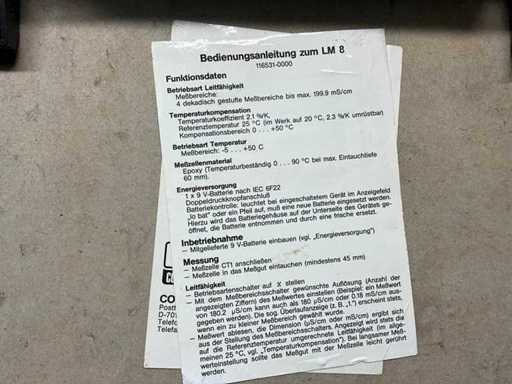 Bedienungsanleitung zum LM 8
116531-0000
Funktionsdaten
Betriebsart Leitfähigkeit
Meßbereiche:
4 dekadisch gestufte Meßbereiche bis max. 199.9 mS/cm
Temperaturkompensation
Temperaturkoeffizient 2.1 %/K,
Referenztemperatur 25 °C (im Werk auf 20 °C, 2.3 %/K umrüstbar)
Kompensationsbereich 0 ... +50 °C
Betriebsart Temperatur
Meßbereich: -5 ... +50 C
Meßzellenmaterial
Epoxy (Temperaturbeständig 0 ... 90 °C bei max. Eintauchtiefe
60 mm).
Energieversorgung
1 x 9 V-Batterie nach IEC 6F22
Doppeldruckknopfanschluß
Batteriekontrolle: leuchtet bei eingeschaltetem Gerät im Anzeigefeld
„lo bat" oder ein Pfeil auf, muß eine neue Batterie eingesetzt werden.
Hierzu wird das Batteriegehäuse auf der Unterseite des Gerätes ge-
öffnet, die Batterie entnommen und durch eine frische ersetzt.
Inbetriebnahme
– Mitgelieferte 9 V-Batterie einbauen (vgl. „Energieversorgung")
Messung
– Meßzelle CT1 anschließen
– Meßzelle in das Meßgut eintauchen (mindestens 45 mm)
Leitfähigkeit
– Betriebsartenschalter auf ϰ stellen
– Mit dem Meßbereichsschalter gewünschte Auflösung (Anzahl der
angezeigten Ziffern) des Meßwertes einstellen (Beispiel: ein Meßwert
von 180.2 µS/cm kann auch als 180 µS/cm oder 0.18 mS/cm aus-
gegeben werden). Die sog. Überlaufanzeige (z. B. „1") erscheint stets,
wenn ein zu kleiner Meßbereich gewählt wurde.
– Meßwert ablesen, die Dimension (µS/cm oder mS/cm) ergibt sich
aus der Stellung des Meßbereichsschalters. Angezeigt wird stets die
auf die Referenztemperatur umgerechnete Leitfähigkeit (im allge-
meinen 25 °C, vgl. „Temperaturkompensation"). Bei langsamer Meß-
werteinstellung sollte das Meßgut mit der Meßzelle leicht gerührt
werden.
CO
Postf
D-70
Telefo
Telefa